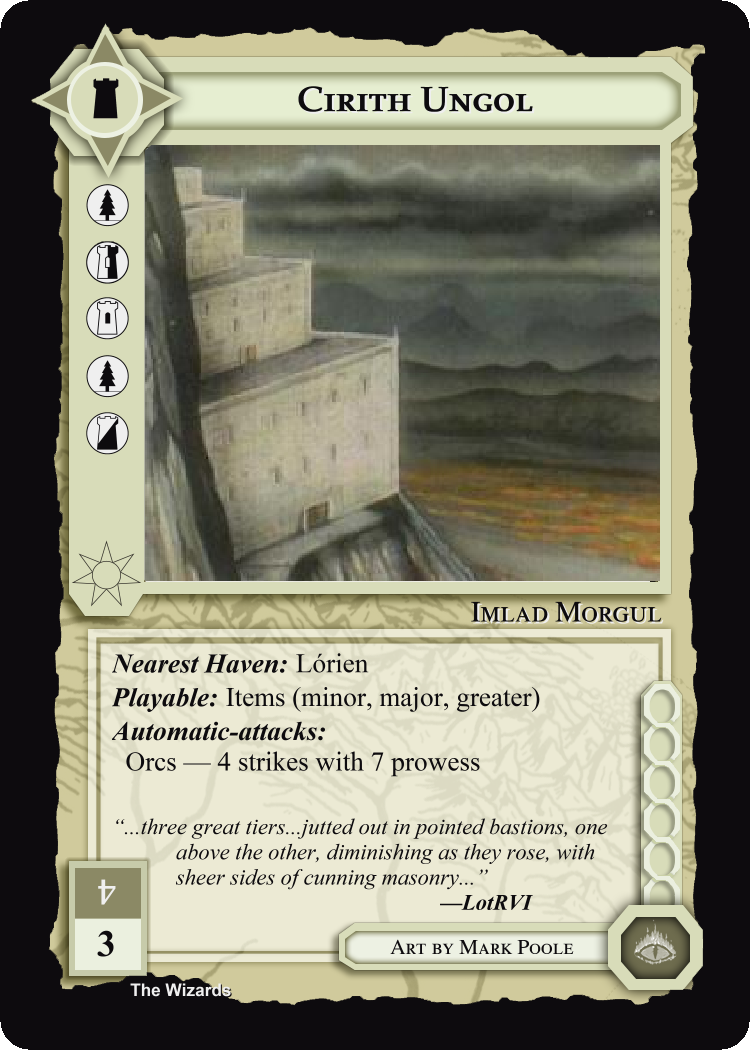 Cirith Ungol
Imlad Morgul
Nearest Haven: Lórien
Playable: Items (minor, major, greater)
Automatic-attacks:
Orcs — 4 strikes with 7 prowess
“...three great tiers...jutted out in pointed bastions, one
above the other, diminishing as they rose, with
sheer sides of cunning masonry...”
—LotRVI
4
3
Art by Mark Poole
The Wizards